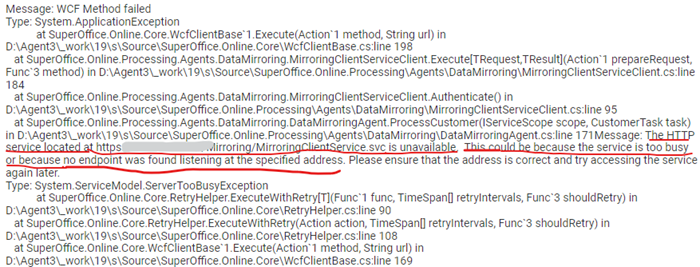 Message: WCF Method failed
Type: System.ApplicationException
at SuperOffice.Online.Core.WcfClientBase`1.Execute(Action`1 method, String url) in
D:\Agent3\_work\19\s\Source\SuperOffice.Online.Core\WcfClientBase.cs:line 198
at SuperOffice.Online.Processing.Agents.DataMirroring.MirroringClientServiceClient.Execute[TRequest,TResult](Action`1 prepareRequest,
Func`3 method) in D:\Agent3\_work\19\s\Source\SuperOffice.Online.Processing\Agents\DataMirroring\MirroringClientServiceClient.cs:line
184
at SuperOffice.Online.Processing.Agents.DataMirroring.MirroringClientServiceClient.Authenticate() in
D:\Agent3\_work\19\s\Source\SuperOffice.Online.Processing\Agents\DataMirroring\MirroringClientServiceClient.cs:line 95
at SuperOffice.Online.Processing.Agents.DataMirroring.DataMirroringAgent.ProcessCustomer(IServiceScope scope, CustomerTask task)
in D:\Agent3\_work\19\s\Source\SuperOffice.Online.Processing\Agents\DataMirroring\DataMirroringAgent.cs:line 171Message: The HTTP
service located at https Mirroring/MirroringClientService.svc is unavailable. This could be because the service is too busy
or because no endpoint was found listening at the specified address. Please ensure that the address is correct and try accessing the service
again later.
Type: System.ServiceModel.ServerTooBusyException
at SuperOffice.Online.Core.RetryHelper.ExecuteWithRetry[T](Func`1 func, TimeSpan[] retryIntervals, Func`3 shouldRetry) in
D:\Agent3\_work\19\s\Source\SuperOffice.Online.Core\RetryHelper.cs:line 90
at SuperOffice.Online.Core.RetryHelper.ExecuteWithRetry(Action action, TimeSpan[] retryIntervals, Func`3 shouldRetry) in
D:\Agent3\_work\19\s\Source\SuperOffice.Online.Core\RetryHelper.cs:line 108
at SuperOffice.Online.Core.WcfClientBase`1.Execute(Action`1 method, String url) in
D:\Agent3\_work\19\s\Source\SuperOffice.Online.Core\WcfClientBase.cs:line 169